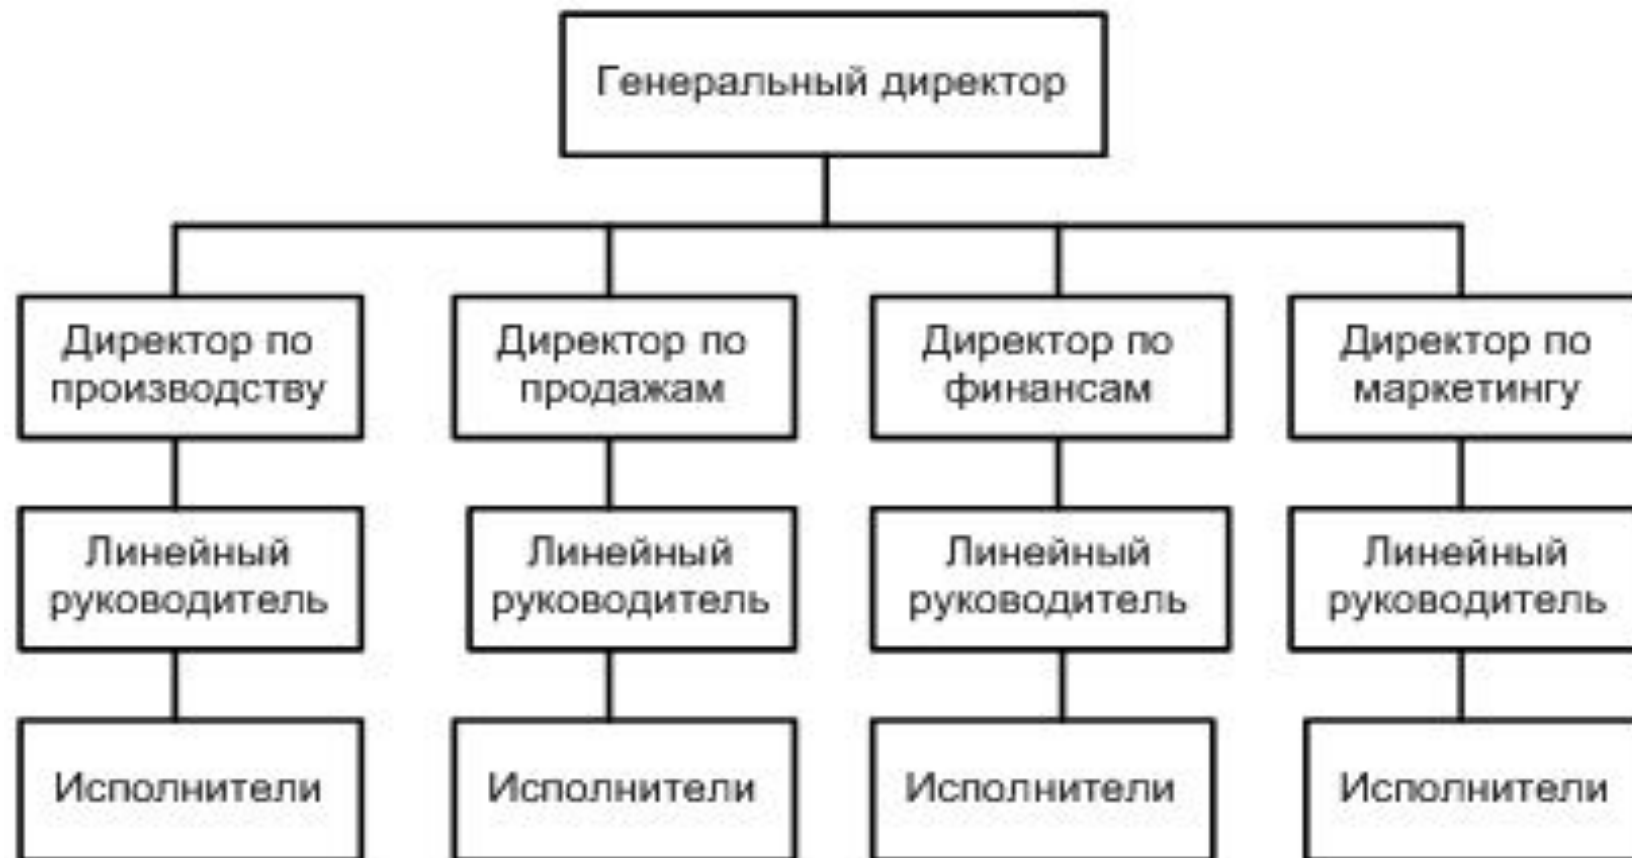 Генеральный директор
Директор по
производству
Директор по
продажам
Директор по
финансам
Директор по
маркетингу
Линейный
руководитель
Линейный
руководитель
Линейный
руководитель
Линейный
руководитель
Исполнители
Исполнители
Исполнители
Исполнители